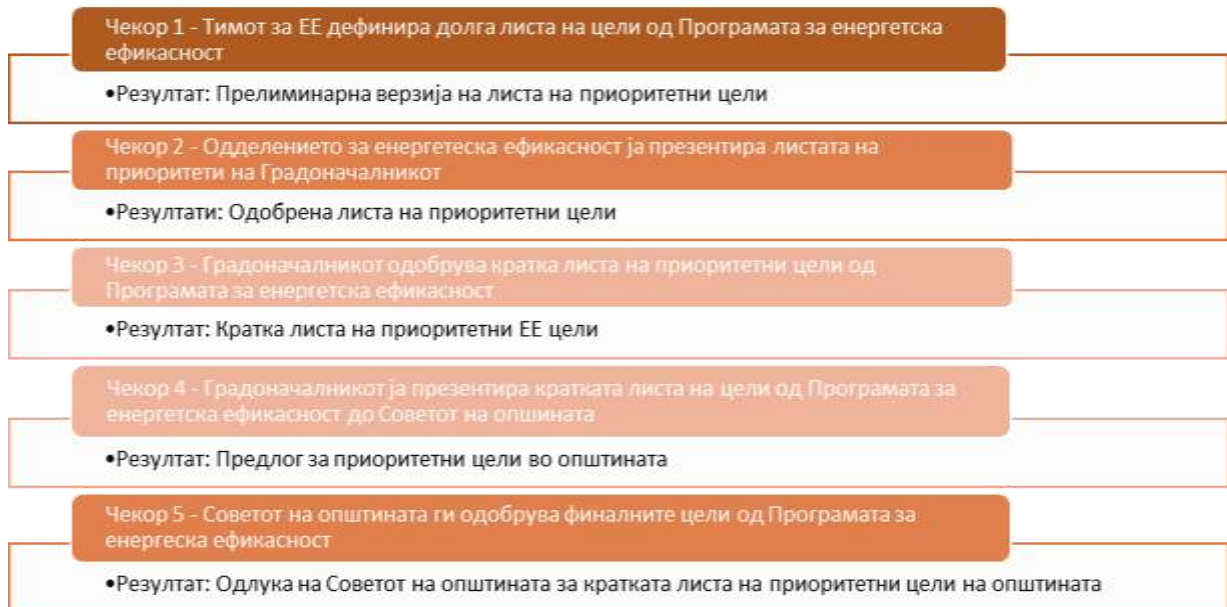 Чекор 1 - Тимот за ЕЕ дефинира долга листа на цели од Програмата за енергетска
ефикасност
•Резултат: Прелиминарна верзија на листа на приоритетни цели
Чекор 2 - Одделението за енергетеска ефикасност ја презентира листата на
приоритети на Градоначалникот
•Резултати: Одобрена листа на приоритетни цели
Чекор 3 - Градоначалникот одобрува кратка листа на приоритетни цели од
Програмата за енергетска ефикасност
•Резултат: Кратка листа на приоритетни ЕЕ цели
Чекор 4 - Градоначалникот ја презентира кратката листа на цели од Програмата за
енергетска ефикасност до Советот на опшината
•Резултат: Предлог за приоритетни цели во општината
Чекор 5 - Советот на општината ги одобрува финалните цели од Програмата за
енергеска ефикасност
•Резултат: Одлука на Советот на општината за кратката листа на приоритетни цели на општината